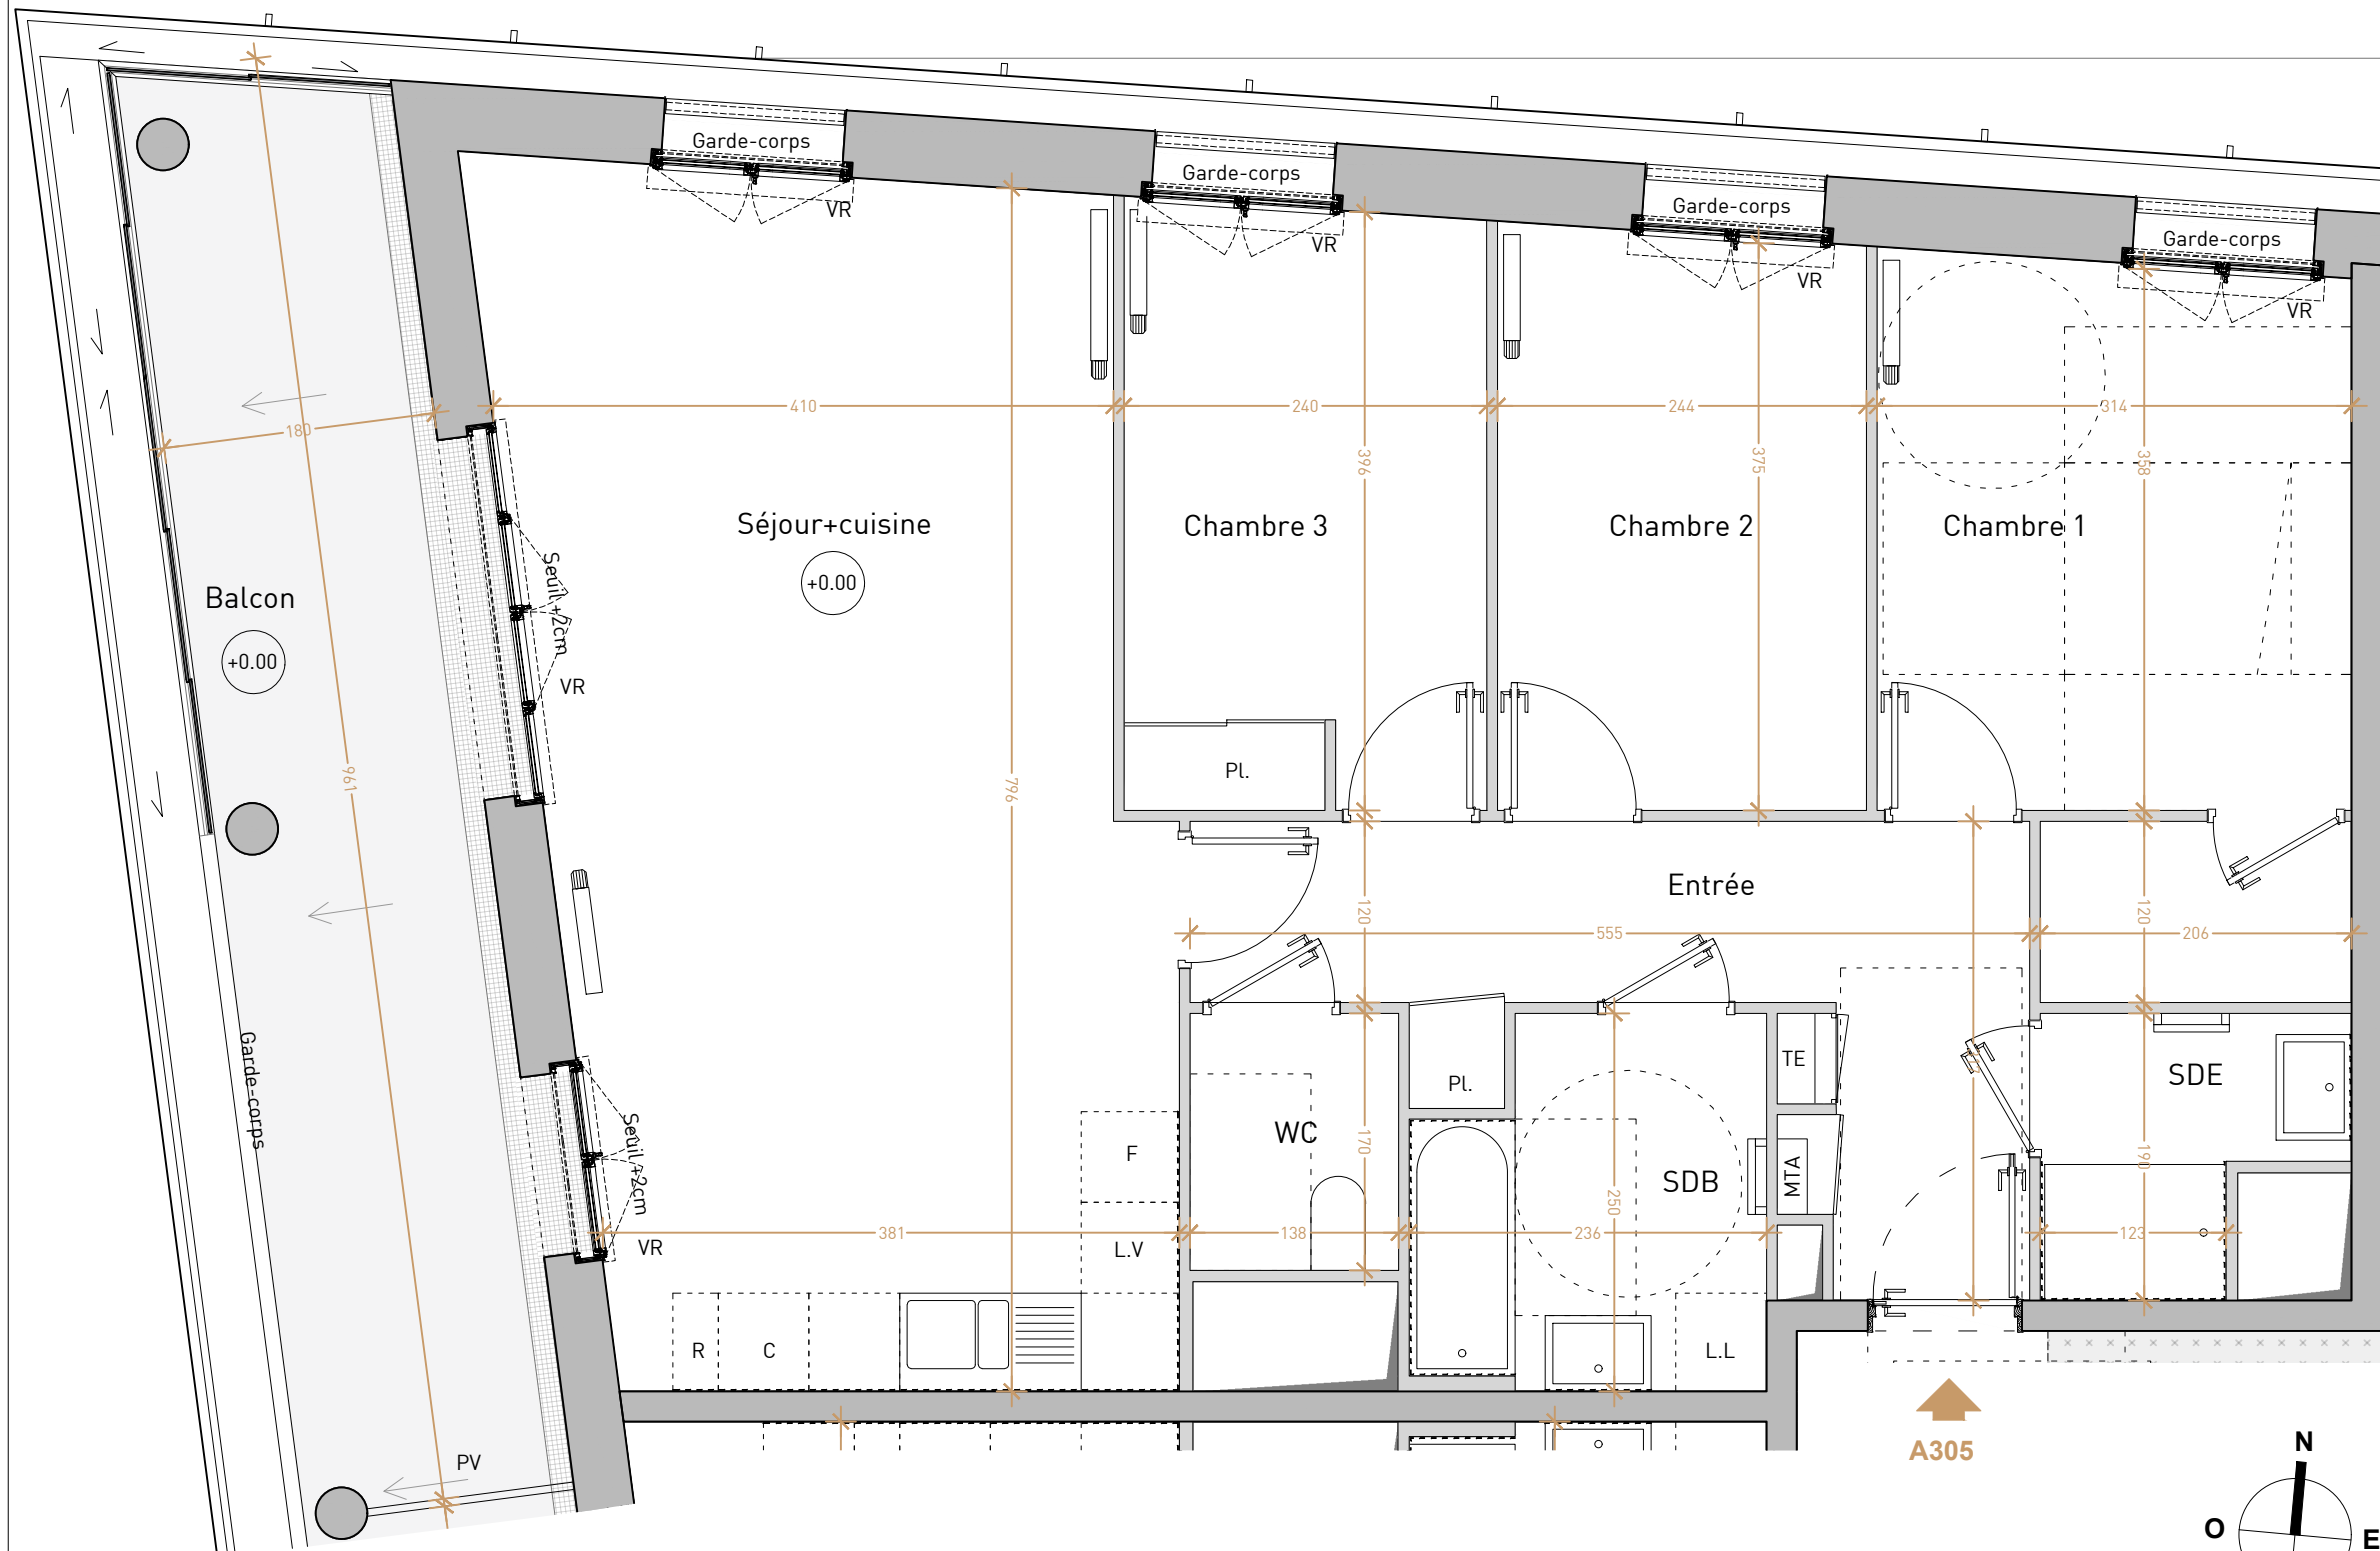 Garde-corps
VR
Garde-corps
VR
Garde-corps
VR
Garde-corps
VR
180
410
240
244
314
396
375
358
Séjour+cuisine
+0.00
Chambre 3
Chambre 2
Chambre 1
Balcon
+0.00
Seuil +2cm
VR
961
796
Pl.
Entrée
120
555
120
206
Garde-corps
TE
SDE
Pl.
WC
F
170
SDB
MTA
190
250
Seuil +2cm
VR
381
L.V
138
236
123
R
C
L.L
PV
A305
N
O
E